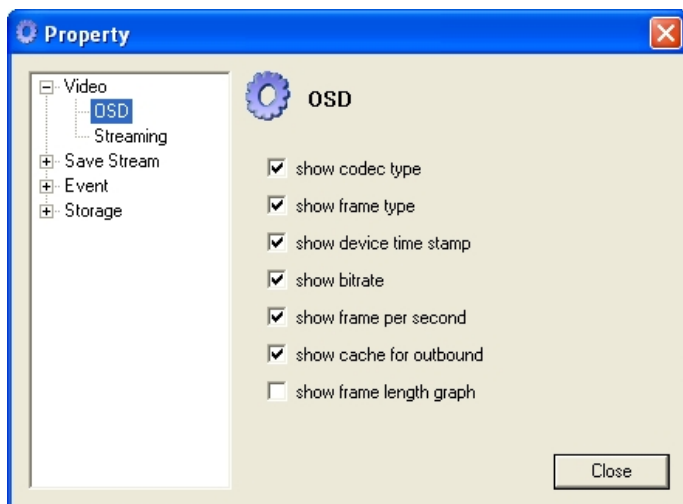 Property
Video
OSD
Streaming
Save Stream
Event
Storage
OSD
show codec type
show frame type
show device time stamp
show bitrate
show frame per second
show cache for outbound
show frame length graph
Close